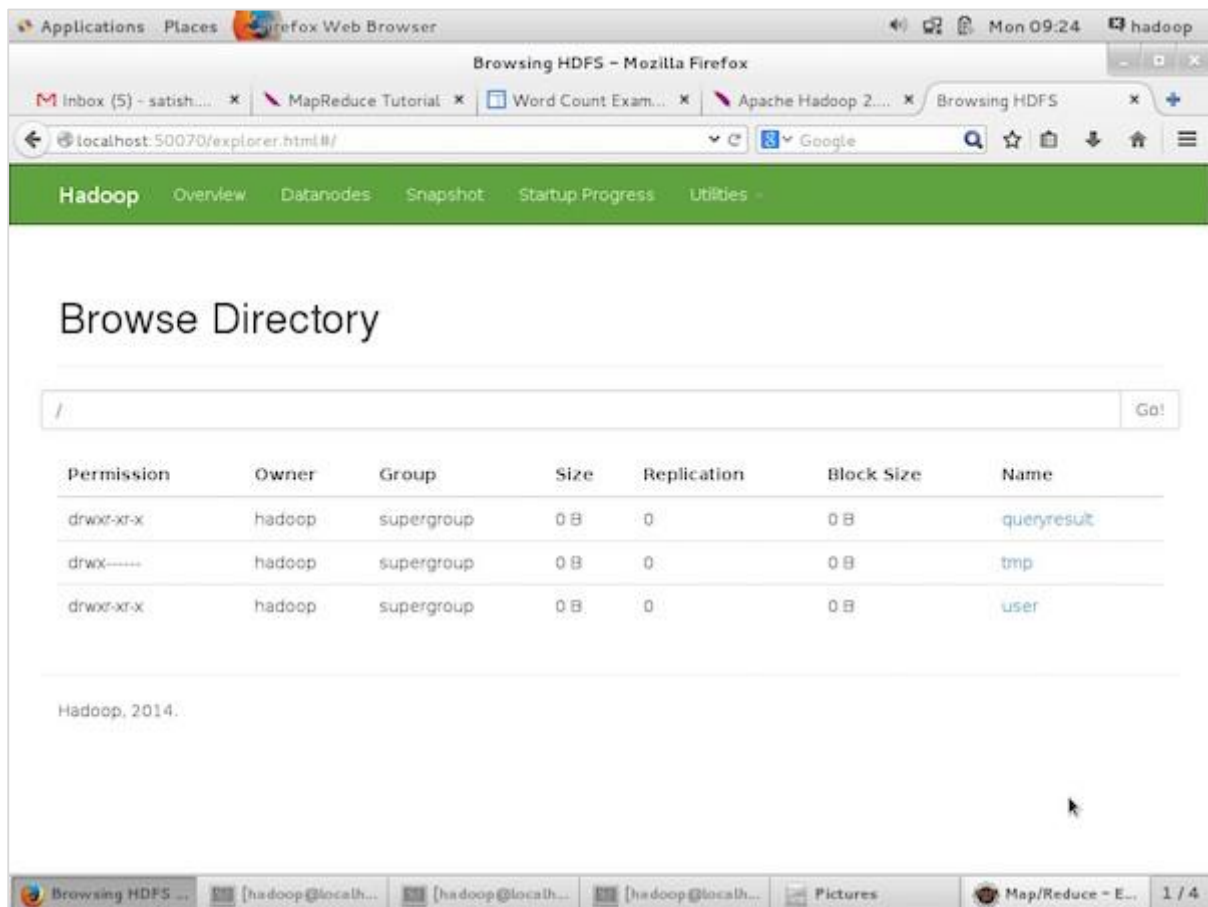 Applications Places Firefox Web Browser Mon 09:24 hadoop
Browsing HDFS - Mozilla Firefox
Inbox (5) - satish.... MapReduce Tutorial Word Count Exam... Apache Hadoop 2.... Browsing HDFS
localhost:50070/explorer.html#/ Google
Hadoop Overview Datanodes Snapshot Startup Progress Utilities
Browse Directory
/ Go!
Permission Owner Group Size Replication Block Size Name
drwxr-xr-x hadoop supergroup 0 B 0 0 B queryresult
drwx------ hadoop supergroup 0 B 0 0 B tmp
drwxr-xr-x hadoop supergroup 0 B 0 0 B user
Hadoop, 2014.
Browsing HDFS ... [hadoop@localh... [hadoop@localh... [hadoop@localh... Pictures Map/Reduce - E... 1 / 4